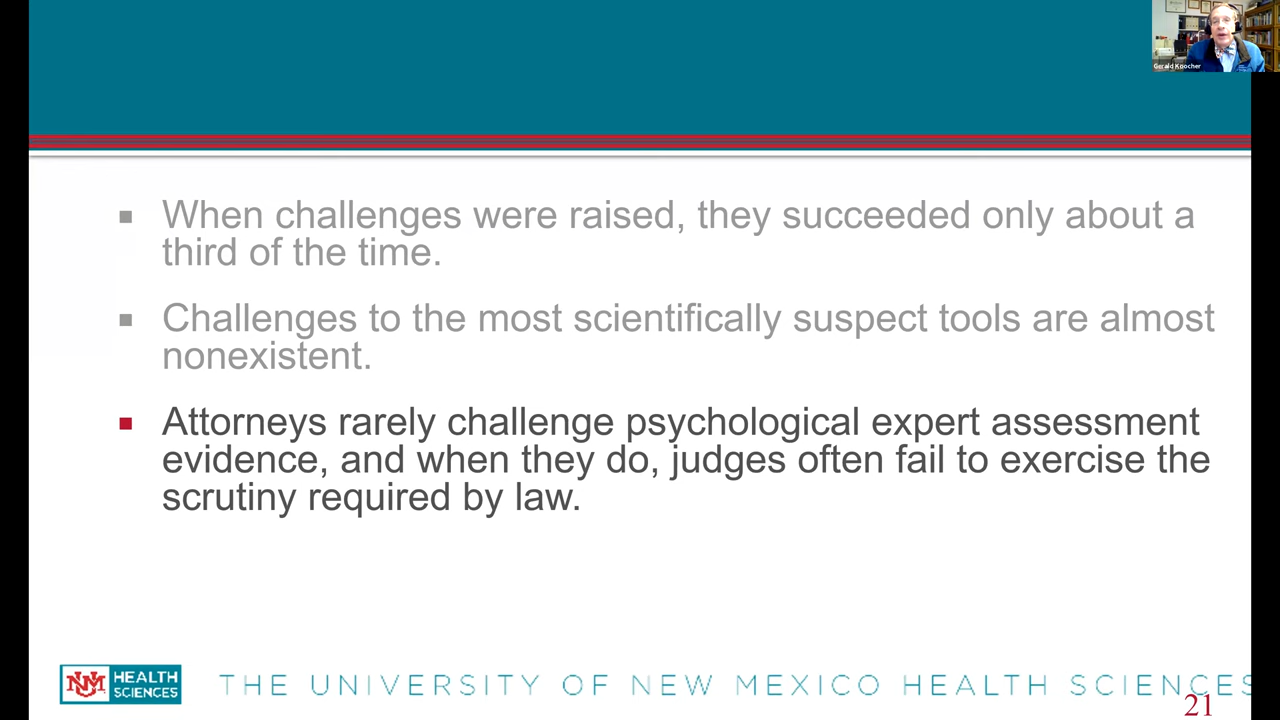 Gerald Koocher
When challenges were raised, they succeeded only about a
third of the time.
Challenges to the most scientifically suspect tools are almost
nonexistent.
Attorneys rarely challenge psychological expert assessment
evidence, and when they do, judges often fail to exercise the
scrutiny required by law.
UNM HEALTH
SCIENCES
THE UNIVERSITY OF NEW MEXICO HEALTH SCIENCES
21